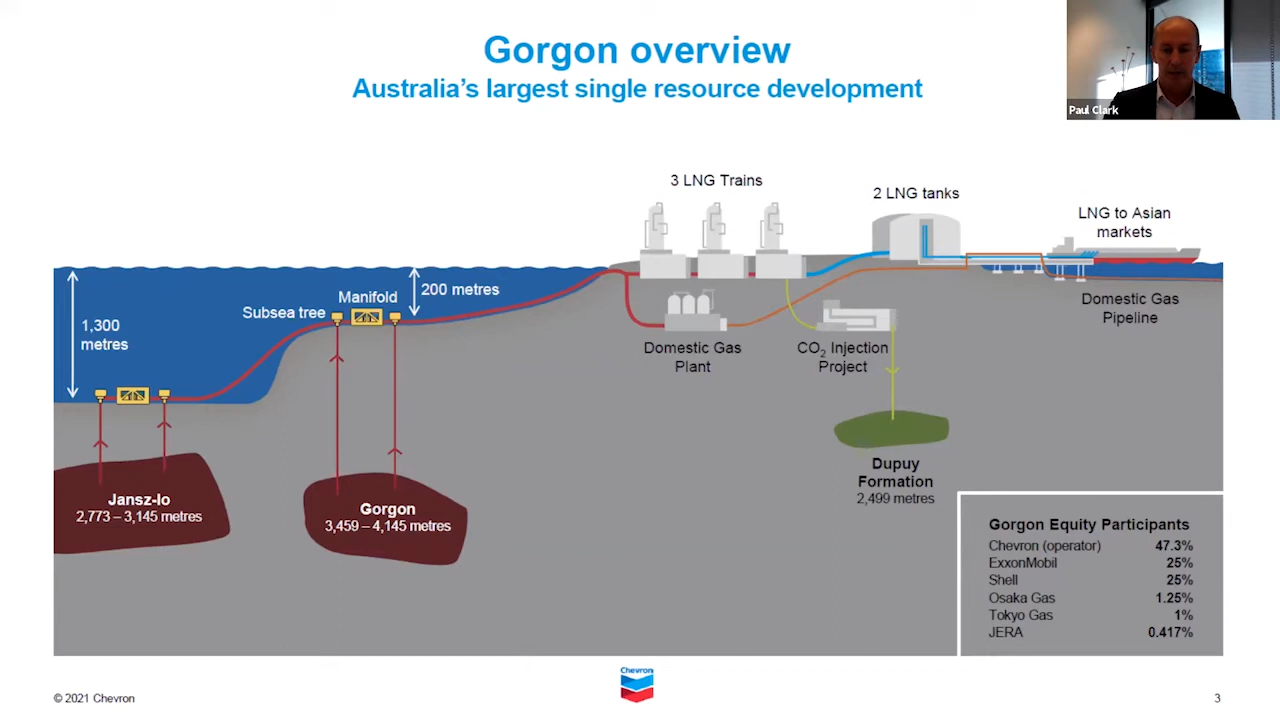 Gorgon overview
Australia's largest single resource development
Paul Clark
3 LNG Trains
2 LNG tanks
LNG to Asian
markets
1,300
metres
200 metres
Manifold
Subsea tree
Domestic Gas
Plant
CO₂ Injection
Project
Domestic Gas
Pipeline
Jansz-Io
2,773 – 3,145 metres
Gorgon
3,459 – 4,145 metres
Dupuy
Formation
2,499 metres
Gorgon Equity Participants
Chevron (operator) 47.3%
ExxonMobil 25%
Shell 25%
Osaka Gas 1.25%
Tokyo Gas 1%
JERA 0.417%
© 2021 Chevron
Chevron
3